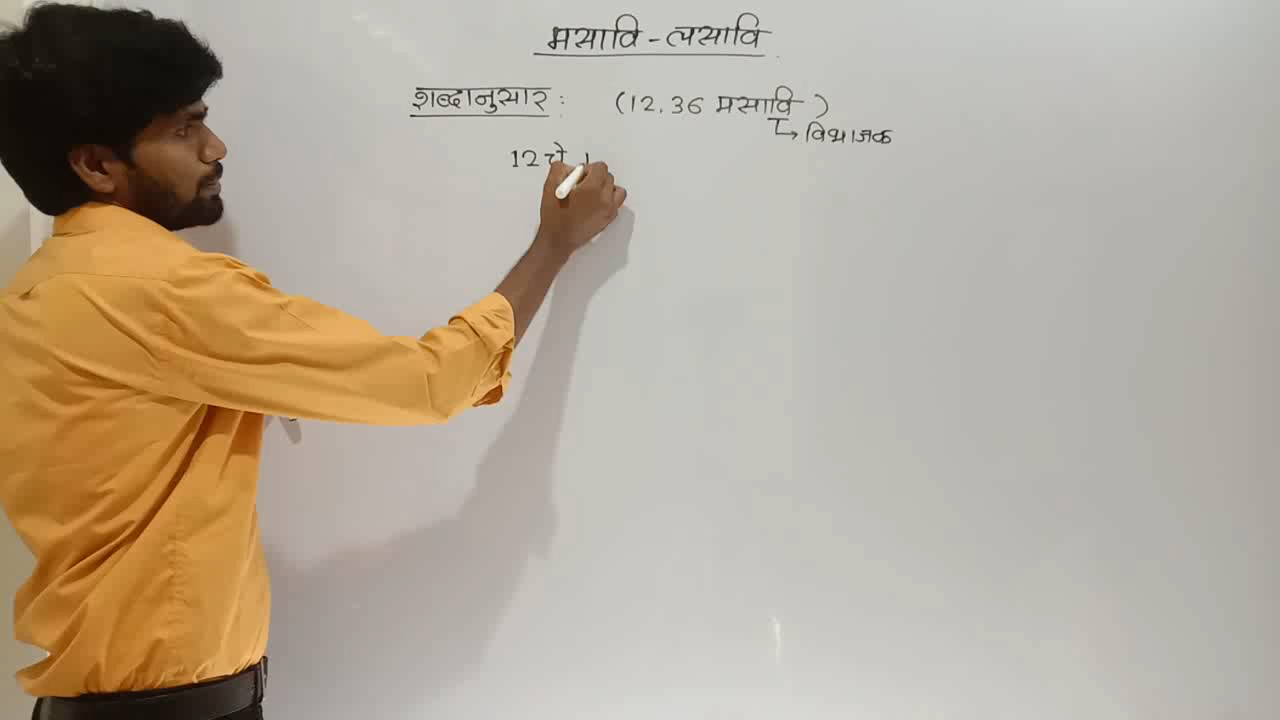 मसावि - लसावि
शब्दानुसार : (12, 36 मसावि )
↳ विभाजक
12 चे